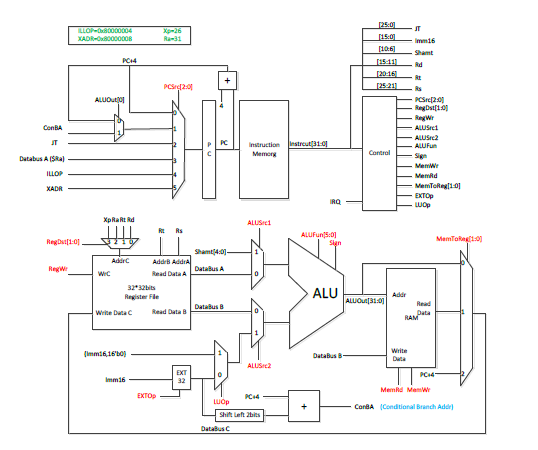 ILLOP=0x80000004 Xp=26
XADR=0x80000008 Ra=31
[25:0] JT
[15:0] Imm16
[10:6] Shamt
[15:11] Rd
[20:16] Rt
[25:21] Rs
PC+4
PCSrc[2:0]
+
4
ALUOut[0]
0
1
ConBA
JT
Databus A ($Ra)
ILLOP
XADR
0
1
2
3
4
5
P
C
PC
Instruction
Memorg
Instrcut[31:0]
Control
IRQ
PCSrc[2:0]
RegDst[1:0]
RegWr
ALUSrc1
ALUSrc2
ALUFun
Sign
MemWr
MemRd
MemToReg[1:0]
EXTOp
LUOp
Xp Ra Rt Rd
RegDst[1:0]
3 2 1 0
Rt Rs
AddrC
AddrB AddrA
RegWr
WrC
Read Data A
32*32bits
Register File
Write Data C
Read Data B
Shamt[4:0]
DataBus A
DataBus B
ALUSrc1
1
0
0
1
ALUSrc2
ALUFun[5:0]
Sign
ALU
ALUOut[31:0]
MemToReg[1:0]
0
1
2
Addr
Read
Data
RAM
Write
Data
DataBus B
MemRd MemWr
PC+4
{Imm16,16'b0}
1
0
Imm16
EXT
32
EXTOp
LUOp
PC+4
Shift Left 2bits
DataBus C
+
ConBA (Conditional Branch Addr)